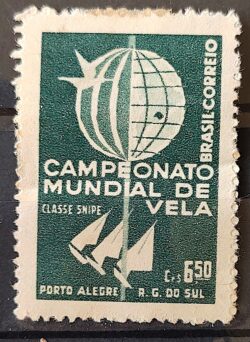 BRASIL-CORREIO
CAMPEONATO
MUNDIAL DE
CLASSE SNIPE VELA
Cr$ 6,50
PORTO ALEGRE R. G. DO SUL